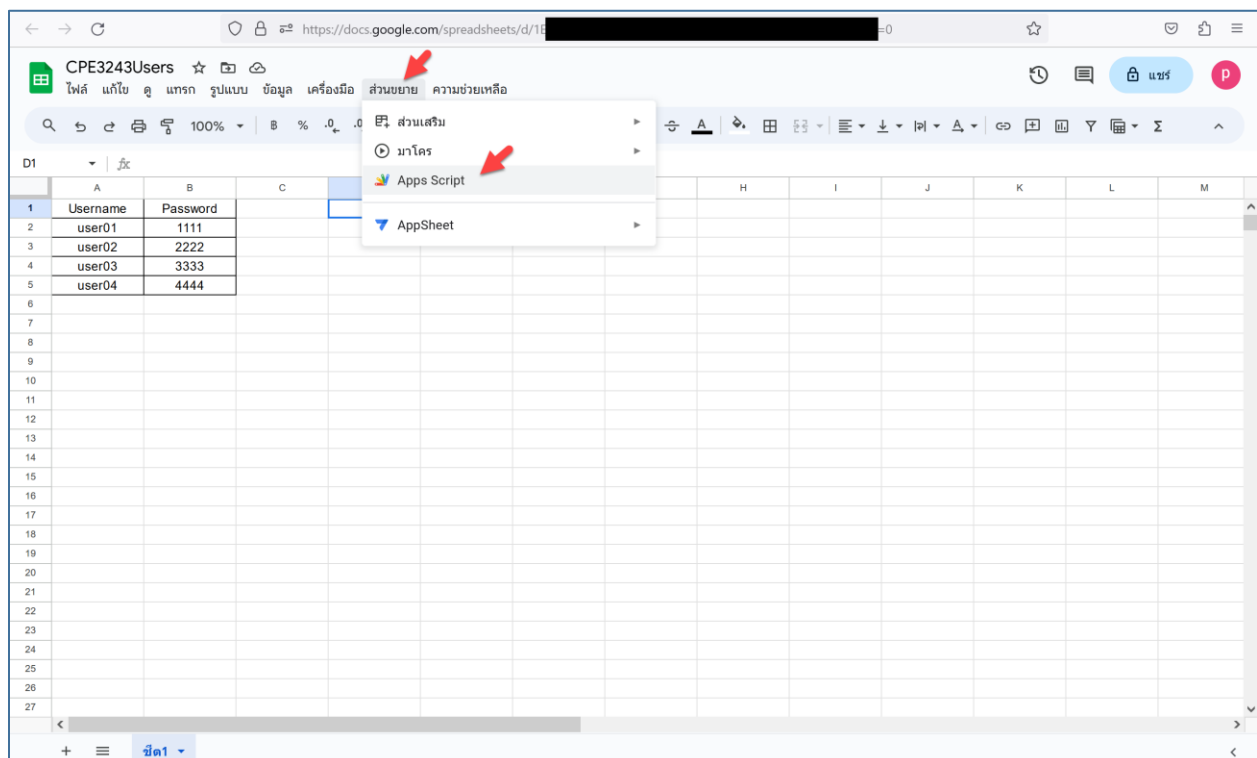 https://docs.google.com/spreadsheets/d/1E =0
CPE3243Users
ไฟล์ แก้ไข ดู แทรก รูปแบบ ข้อมูล เครื่องมือ ส่วนขยาย ความช่วยเหลือ
แชร์
P
100% B % .0 .0 A A Σ
ส่วนเสริม
มาโคร
Apps Script
AppSheet
D1 fx
A B C H I J K L M
1 Username Password
2 user01 1111
3 user02 2222
4 user03 3333
5 user04 4444
6
7
8
9
10
11
12
13
14
15
16
17
18
19
20
21
22
23
24
25
26
27
+ ชีต1